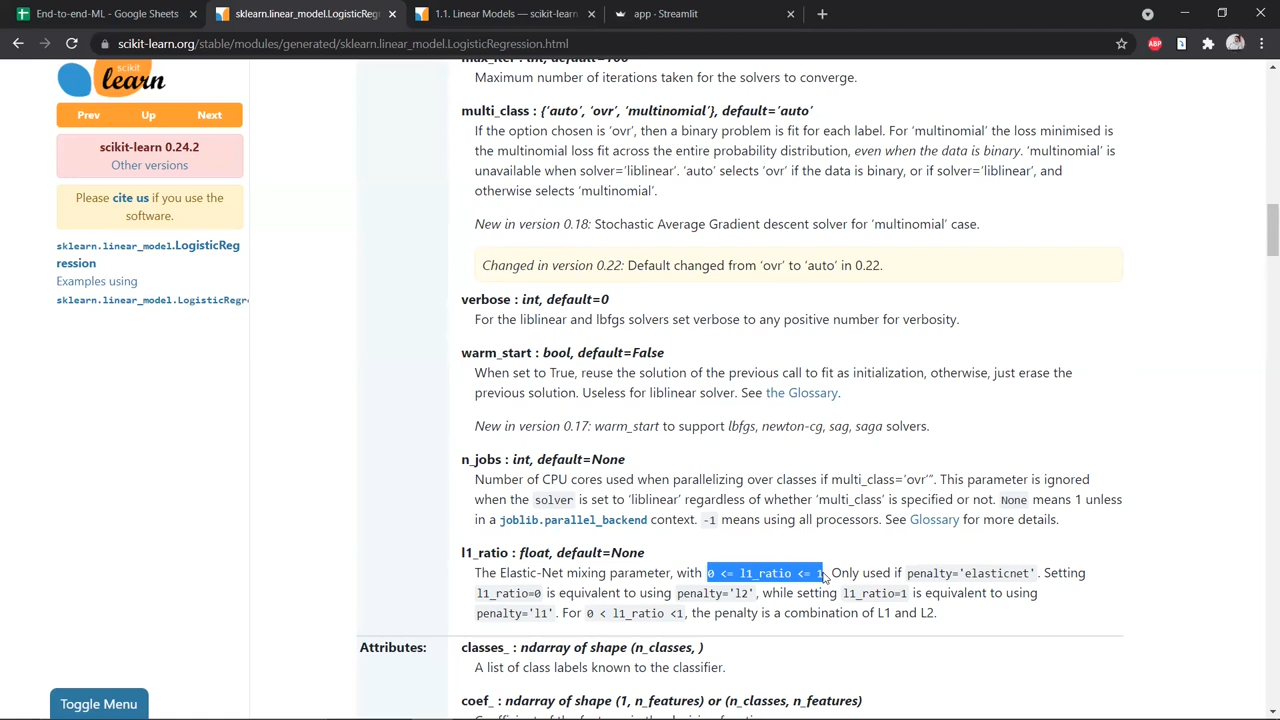 End-to-end-ML - Google Sheets
sklearn.linear_model.LogisticRegr
1.1. Linear Models — scikit-learn
app · Streamlit
scikit-learn.org/stable/modules/generated/sklearn.linear_model.LogisticRegression.html
ABP
scikit
learn
Prev
Up
Next
scikit-learn 0.24.2
Other versions
Please cite us if you use the
software.
sklearn.linear_model.LogisticReg
ression
Examples using
sklearn.linear_model.LogisticRegre
max_iter : int, default=100
Maximum number of iterations taken for the solvers to converge.
multi_class : {‘auto’, ‘ovr’, ‘multinomial’}, default=’auto’
If the option chosen is ‘ovr’, then a binary problem is fit for each label. For ‘multinomial’ the loss minimised is
the multinomial loss fit across the entire probability distribution, even when the data is binary. ‘multinomial’ is
unavailable when solver=’liblinear’. ‘auto’ selects ‘ovr’ if the data is binary, or if solver=’liblinear’, and
otherwise selects ‘multinomial’.
New in version 0.18: Stochastic Average Gradient descent solver for ‘multinomial’ case.
Changed in version 0.22: Default changed from ‘ovr’ to ‘auto’ in 0.22.
verbose : int, default=0
For the liblinear and lbfgs solvers set verbose to any positive number for verbosity.
warm_start : bool, default=False
When set to True, reuse the solution of the previous call to fit as initialization, otherwise, just erase the
previous solution. Useless for liblinear solver. See the Glossary.
New in version 0.17: warm_start to support lbfgs, newton-cg, sag, saga solvers.
n_jobs : int, default=None
Number of CPU cores used when parallelizing over classes if multi_class=’ovr’”. This parameter is ignored
when the solver is set to ‘liblinear’ regardless of whether ‘multi_class’ is specified or not. None means 1 unless
in a joblib.parallel_backend context. -1 means using all processors. See Glossary for more details.
l1_ratio : float, default=None
The Elastic-Net mixing parameter, with 0 <= l1_ratio <= 1. Only used if penalty='elasticnet'. Setting
l1_ratio=0 is equivalent to using penalty='l2', while setting l1_ratio=1 is equivalent to using
penalty='l1'. For 0 < l1_ratio <1, the penalty is a combination of L1 and L2.
Attributes:
classes_ : ndarray of shape (n_classes, )
A list of class labels known to the classifier.
coef_ : ndarray of shape (1, n_features) or (n_classes, n_features)
Coefficient of the features in the decision function.
Toggle Menu